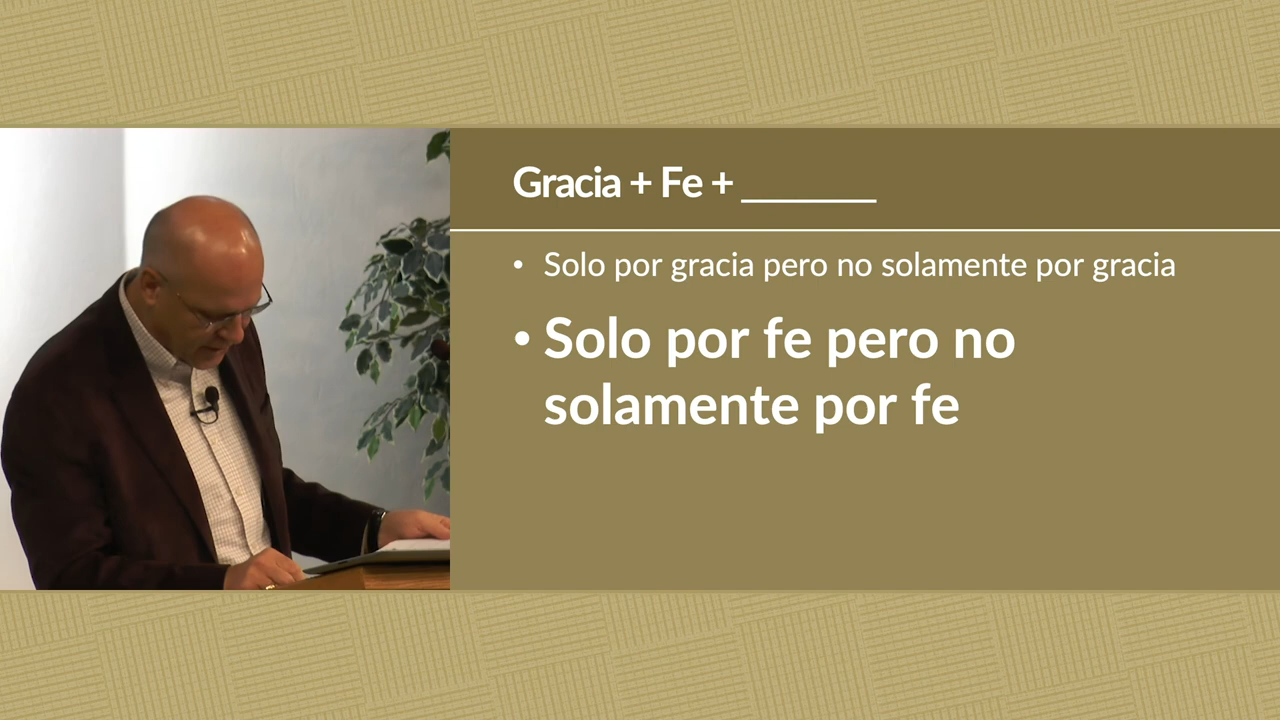 Gracia + Fe + _______
• Solo por gracia pero no solamente por gracia
• Solo por fe pero no
solamente por fe